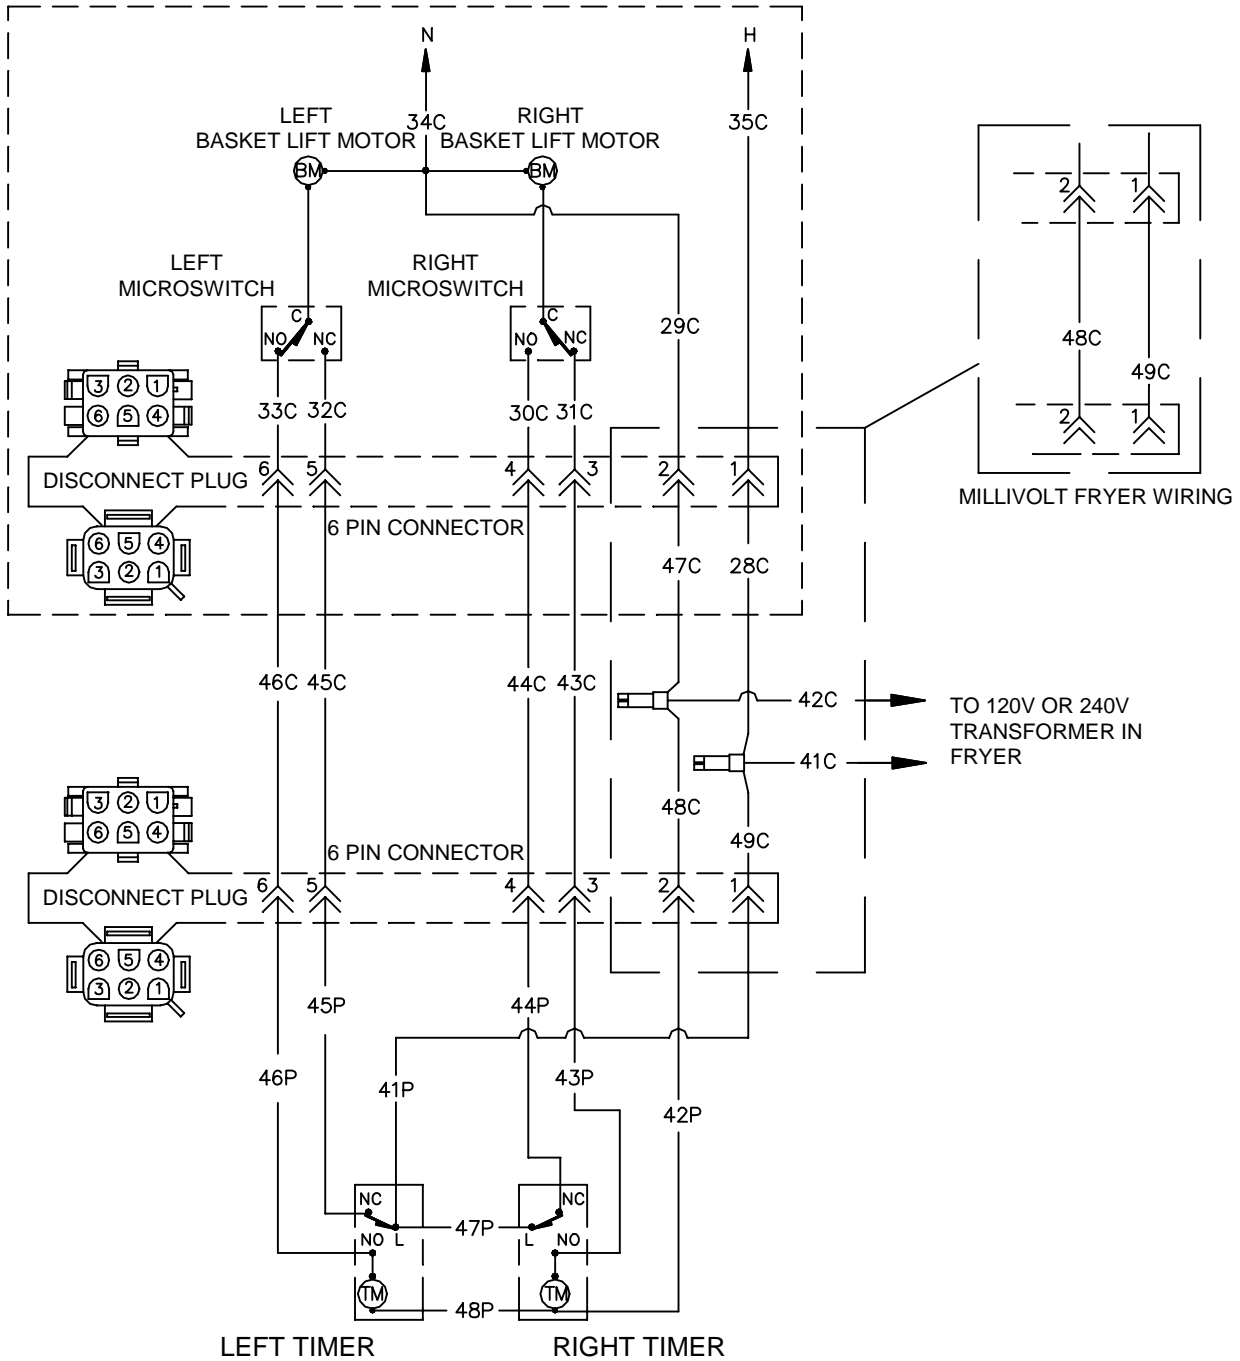 N
H
34C
35C
LEFT
BASKET LIFT MOTOR
RIGHT
BASKET LIFT MOTOR
BM
BM
2
1
LEFT
MICROSWITCH
RIGHT
MICROSWITCH
C
NO
NC
C
NO
NC
29C
48C
49C
3 2 1
6 5 4
33C
32C
30C
31C
2
1
DISCONNECT PLUG
6
5
4
3
2
1
MILLIVOLT FRYER WIRING
6 PIN CONNECTOR
6 5 4
3 2 1
47C
28C
46C
45C
44C
43C
42C
TO 120V OR 240V
TRANSFORMER IN
FRYER
41C
3 2 1
6 5 4
48C
49C
6 PIN CONNECTOR
DISCONNECT PLUG
6
5
4
3
2
1
6 5 4
3 2 1
45P
44P
46P
41P
43P
42P
NC
NO
L
47P
NC
L
NO
TM
48P
TM
LEFT TIMER
RIGHT TIMER